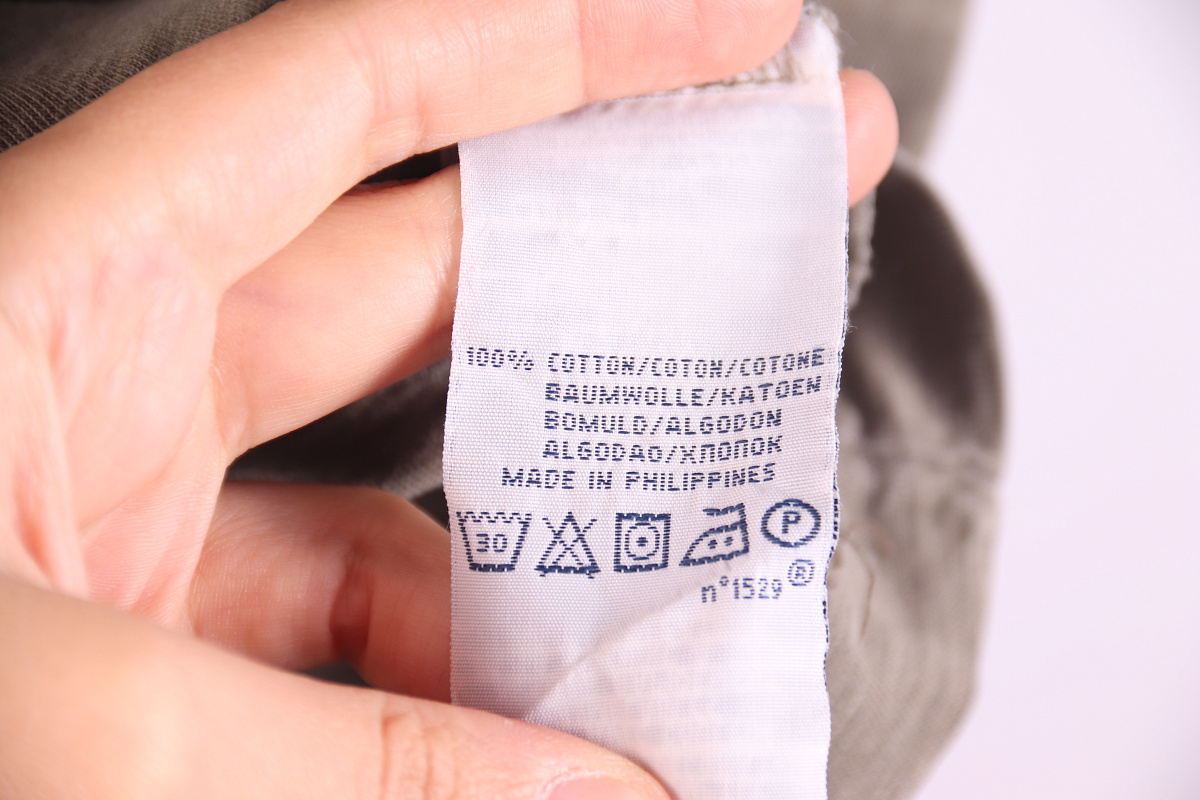 100% COTTON/COTON/COTONE
BAUMWOLLE/KATOEN
BOMULD/ALGODON
ALGODAO/ХЛОПОК
MADE IN PHILIPPINES
30
P
n°1529®